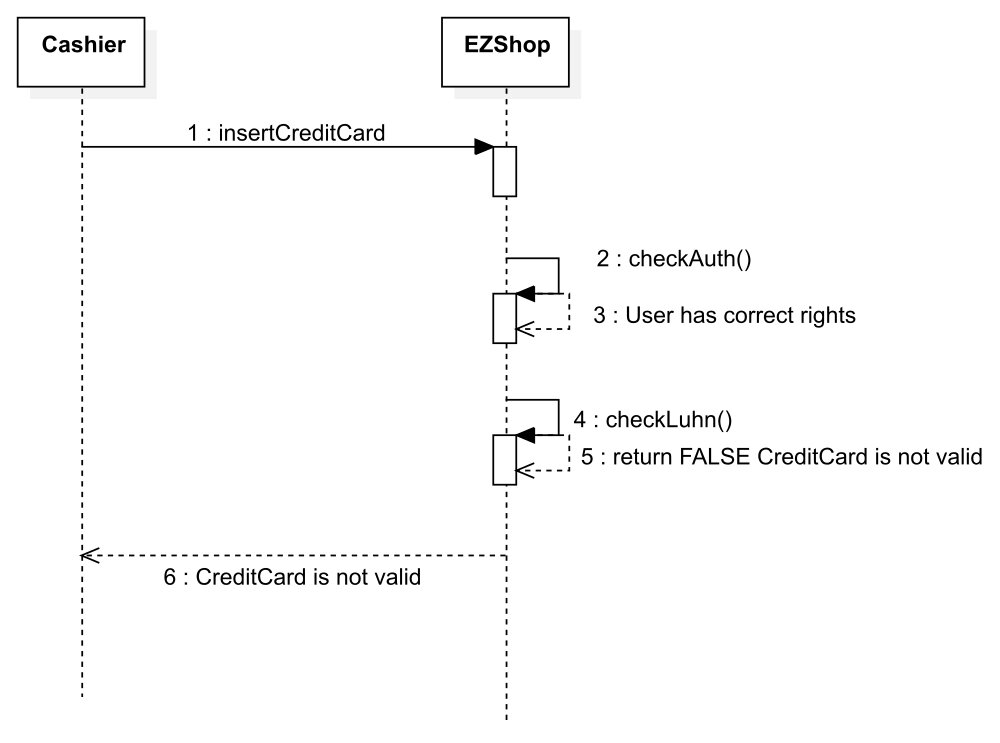 Cashier
EZShop
1 : insertCreditCard
2 : checkAuth()
3 : User has correct rights
4 : checkLuhn()
5 : return FALSE CreditCard is not valid
6 : CreditCard is not valid